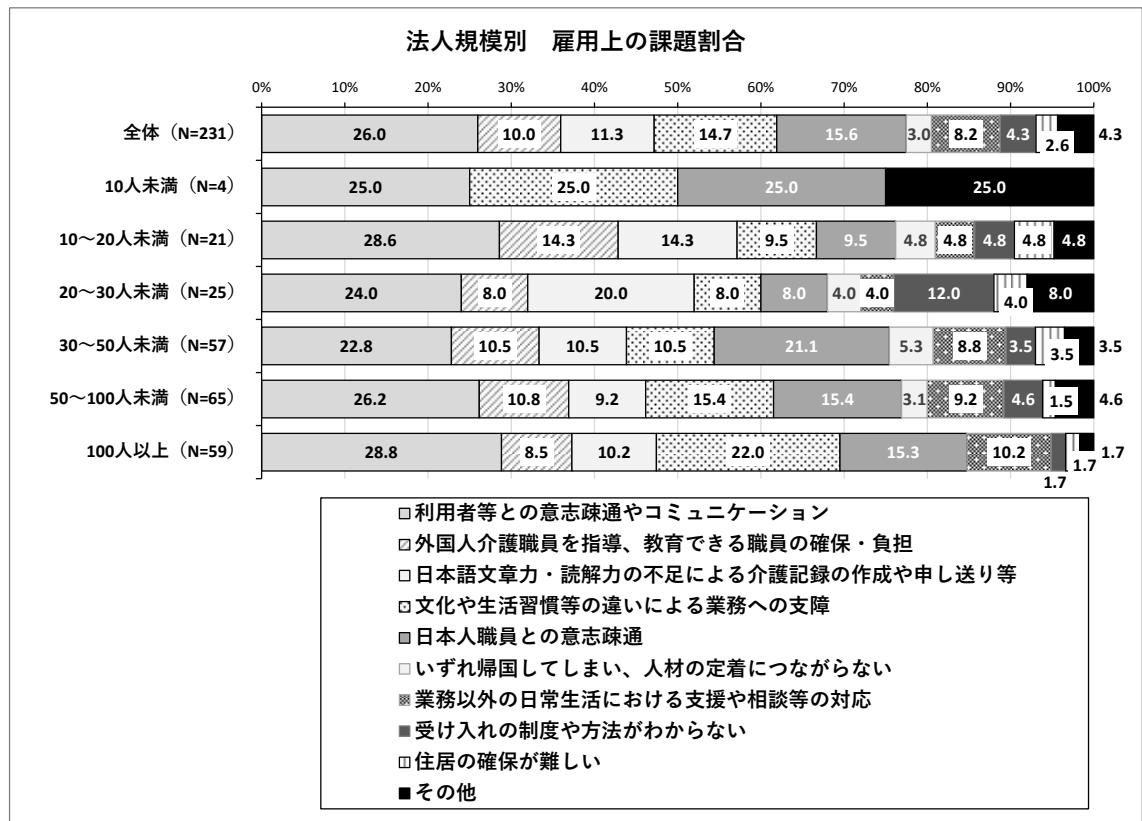 法人規模別　雇用上の課題割合
0% 10% 20% 30% 40% 50% 60% 70% 80% 90% 100%
全体（N=231） 26.0 10.0 11.3 14.7 15.6 3.0 8.2 4.3 2.6 4.3
10人未満（N=4） 25.0 25.0 25.0 25.0
10～20人未満（N=21） 28.6 14.3 14.3 9.5 9.5 4.8 4.8 4.8 4.8 4.8
20～30人未満（N=25） 24.0 8.0 20.0 8.0 8.0 4.0 4.0 12.0 4.0 8.0
30～50人未満（N=57） 22.8 10.5 10.5 10.5 21.1 5.3 8.8 3.5 3.5 3.5
50～100人未満（N=65） 26.2 10.8 9.2 15.4 15.4 3.1 9.2 4.6 1.5 4.6
100人以上（N=59） 28.8 8.5 10.2 22.0 15.3 10.2 1.7 1.7 1.7
利用者等との意志疎通やコミュニケーション
外国人介護職員を指導、教育できる職員の確保・負担
日本語文章力・読解力の不足による介護記録の作成や申し送り等
文化や生活習慣等の違いによる業務への支障
日本人職員との意志疎通
いずれ帰国してしまい、人材の定着につながらない
業務以外の日常生活における支援や相談等の対応
受け入れの制度や方法がわからない
住居の確保が難しい
その他